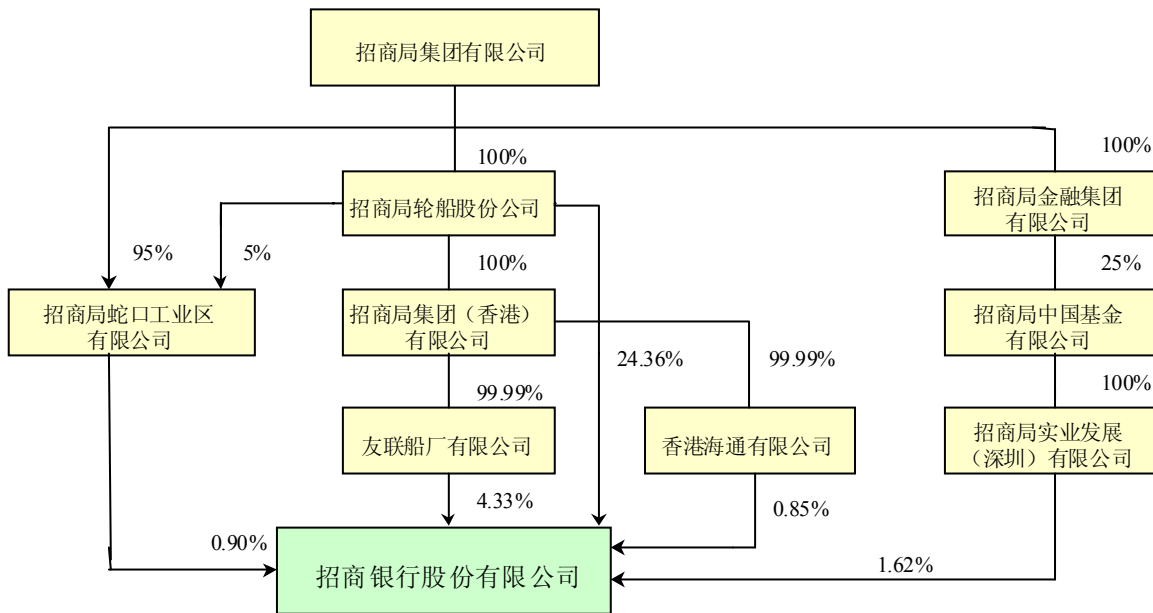 招商局集团有限公司
100%
100%
招商局轮船股份公司
招商局金融集团
有限公司
95%
5%
100%
25%
招商局蛇口工业区
有限公司
招商局集团（香港）
有限公司
招商局中国基金
有限公司
24.36%
99.99%
99.99%
100%
友联船厂有限公司
香港海通有限公司
招商局实业发展
（深圳）有限公司
4.33%
0.85%
0.90%
1.62%
招商银行股份有限公司